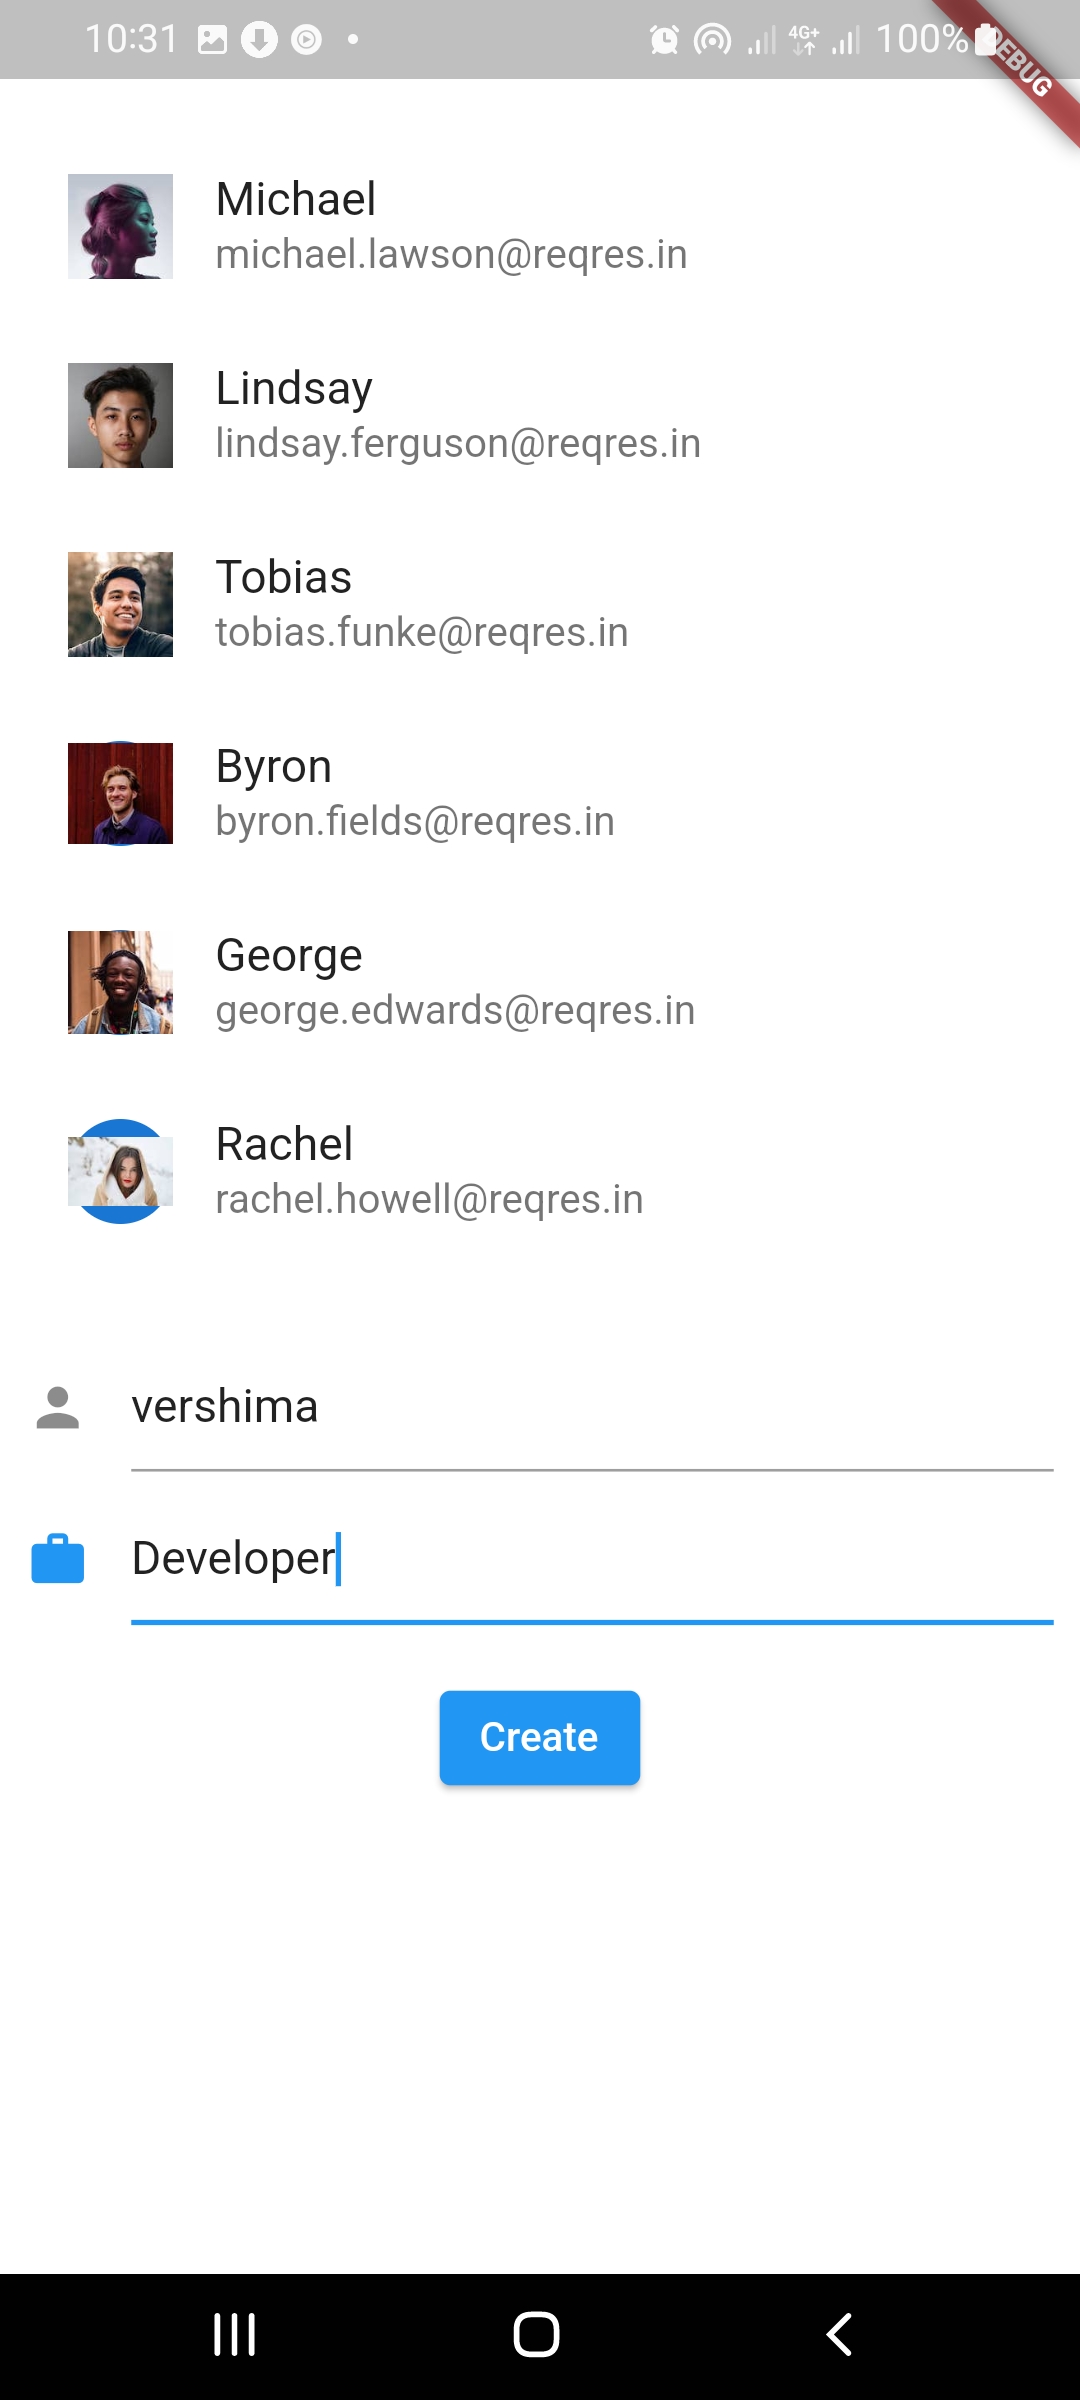 10:31 4G+ 100%
DEBUG
Michael
michael.lawson@reqres.in
Lindsay
lindsay.ferguson@reqres.in
Tobias
tobias.funke@reqres.in
Byron
byron.fields@reqres.in
George
george.edwards@reqres.in
Rachel
rachel.howell@reqres.in
vershima
Developer
Create